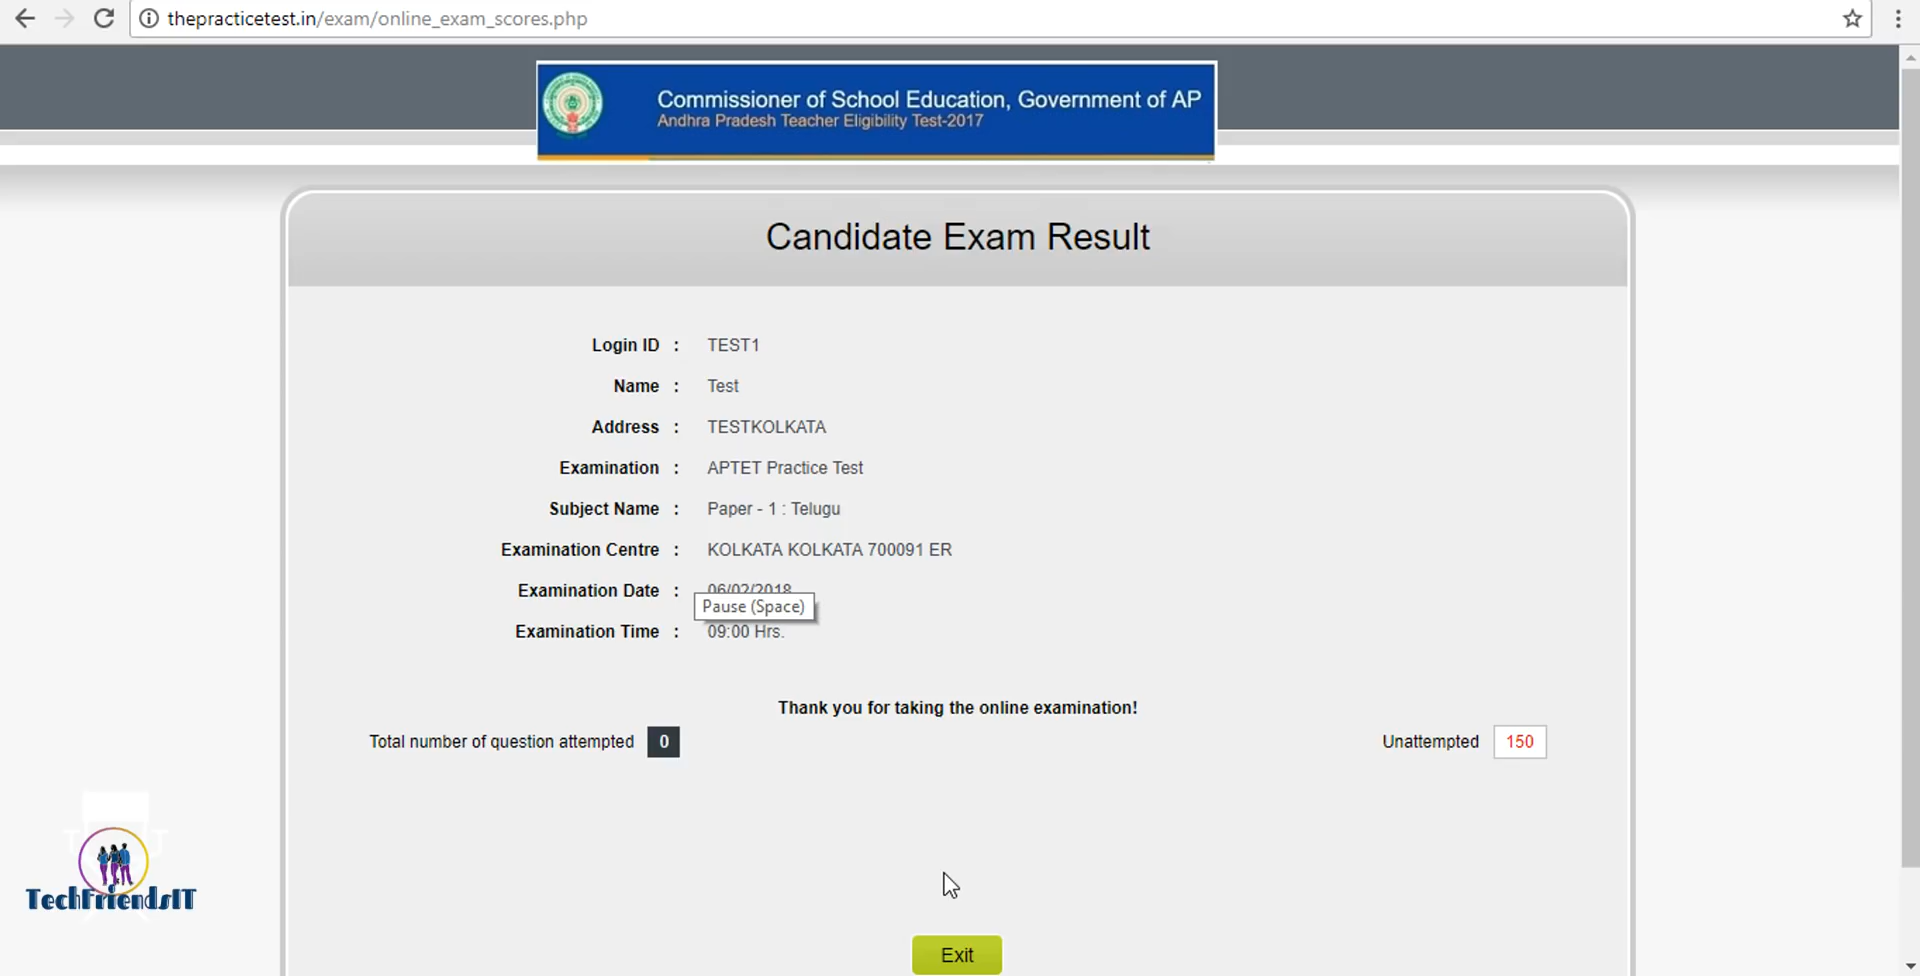 thepracticetest.in/exam/online_exam_scores.php
Commissioner of School Education, Government of AP
Andhra Pradesh Teacher Eligibility Test-2017
Candidate Exam Result
Login ID : TEST1
Name : Test
Address : TESTKOLKATA
Examination : APTET Practice Test
Subject Name : Paper - 1 : Telugu
Examination Centre : KOLKATA KOLKATA 700091 ER
Examination Date : 06/02/2018
Pause (Space)
Examination Time : 09:00 Hrs.
Thank you for taking the online examination!
Total number of question attempted 0 Unattempted 150
TechFriendsIT
Exit